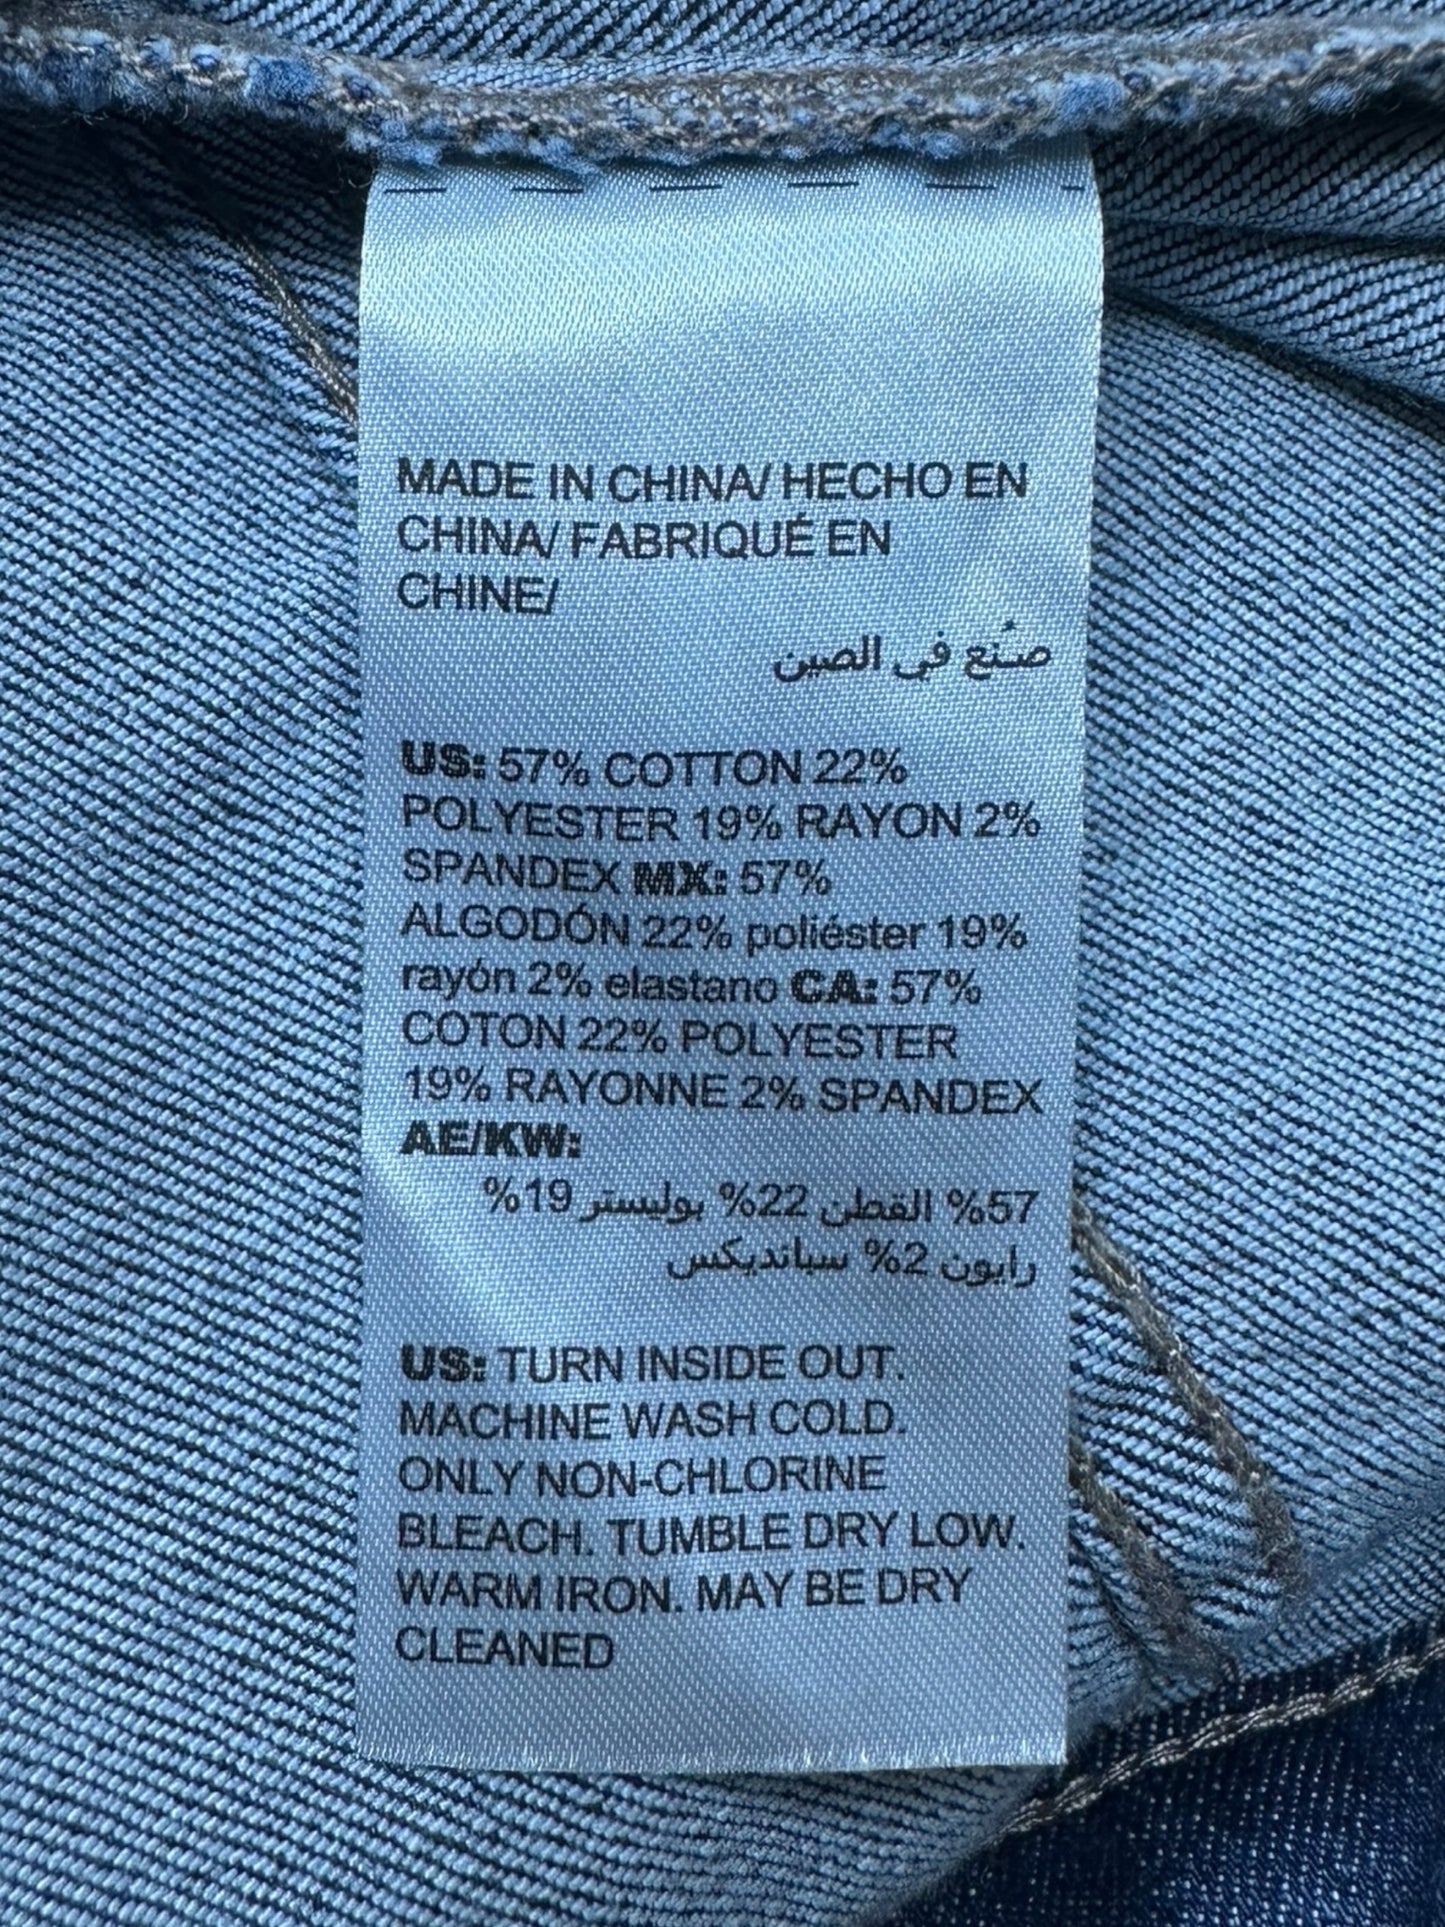 MADE IN CHINA/ HECHO EN
CHINA/ FABRIQUÉ EN
CHINE/
صُنع في الصين
US: 57% COTTON 22%
POLYESTER 19% RAYON 2%
SPANDEX MX: 57%
ALGODÓN 22% poliéster 19%
rayón 2% elastano CA: 57%
COTON 22% POLYESTER
19% RAYONNE 2% SPANDEX
AE/KW:
57% القطن 22% بوليستر 19%
رايون 2% سبانديكس
US: TURN INSIDE OUT.
MACHINE WASH COLD.
ONLY NON-CHLORINE
BLEACH. TUMBLE DRY LOW.
WARM IRON. MAY BE DRY
CLEANED